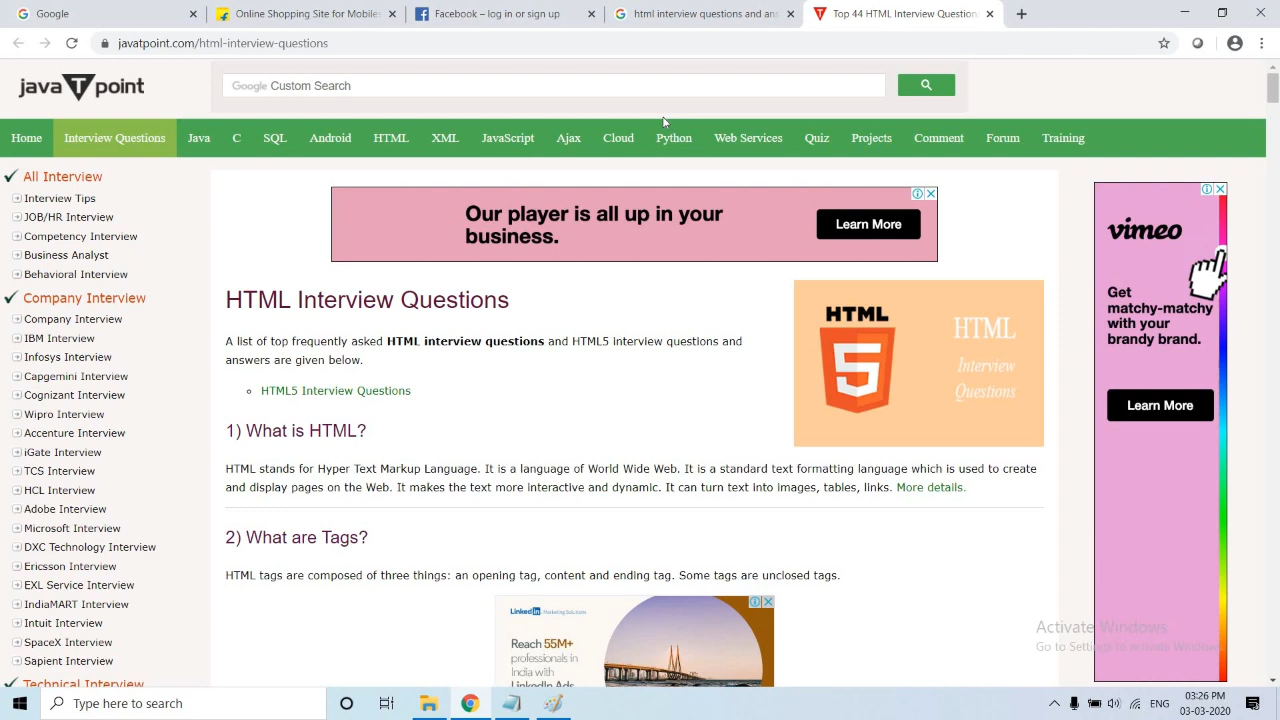 Google
Online Shopping Site for Mobiles
Facebook – log in or sign up
html interview questions and ans
Top 44 HTML Interview Question
javatpoint.com/html-interview-questions
javaTpoint
Google Custom Search
Home
Interview Questions
Java
C
SQL
Android
HTML
XML
JavaScript
Ajax
Cloud
Python
Web Services
Quiz
Projects
Comment
Forum
Training
All Interview
Interview Tips
JOB/HR Interview
Competency Interview
Business Analyst
Behavioral Interview
Company Interview
Company Interview
IBM Interview
Infosys Interview
Capgemini Interview
Cognizant Interview
Wipro Interview
Accenture Interview
iGate Interview
TCS Interview
HCL Interview
Adobe Interview
Microsoft Interview
DXC Technology Interview
Ericsson Interview
EXL Service Interview
IndiaMART Interview
Intuit Interview
SpaceX Interview
Sapient Interview
Technical Interview
Our player is all up in your
business.
Learn More
HTML Interview Questions
A list of top frequently asked HTML interview questions and HTML5 interview questions and
answers are given below.
HTML5 Interview Questions
HTML
5
HTML
Interview
Questions
1) What is HTML?
HTML stands for Hyper Text Markup Language. It is a language of World Wide Web. It is a standard text formatting language which is used to create
and display pages on the Web. It makes the text more interactive and dynamic. It can turn text into images, tables, links. More details.
2) What are Tags?
HTML tags are composed of three things: an opening tag, content and ending tag. Some tags are unclosed tags.
LinkedIn Marketing Solutions
Reach 55M+
professionals in
India with
LinkedIn Ads
vimeo
Get
matchy-matchy
with your
brandy brand.
Learn More
Activate Windows
Go to Settings to activate Windows.
Type here to search
ENG
03:26 PM
03-03-2020